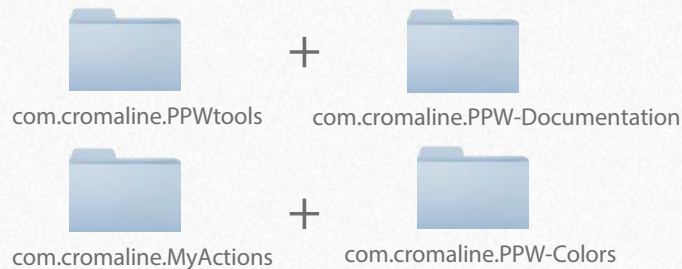 +
com.cromaline.PPWtools com.cromaline.PPW-Documentation
+
com.cromaline.MyActions com.cromaline.PPW-Colors